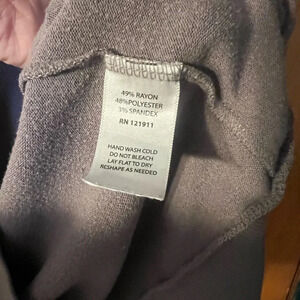 49% RAYON
48%POLYESTER
3% SPANDEX
RN 121911
HAND WASH COLD
DO NOT BLEACH
LAY FLAT TO DRY
RESHAPE AS NEEDED